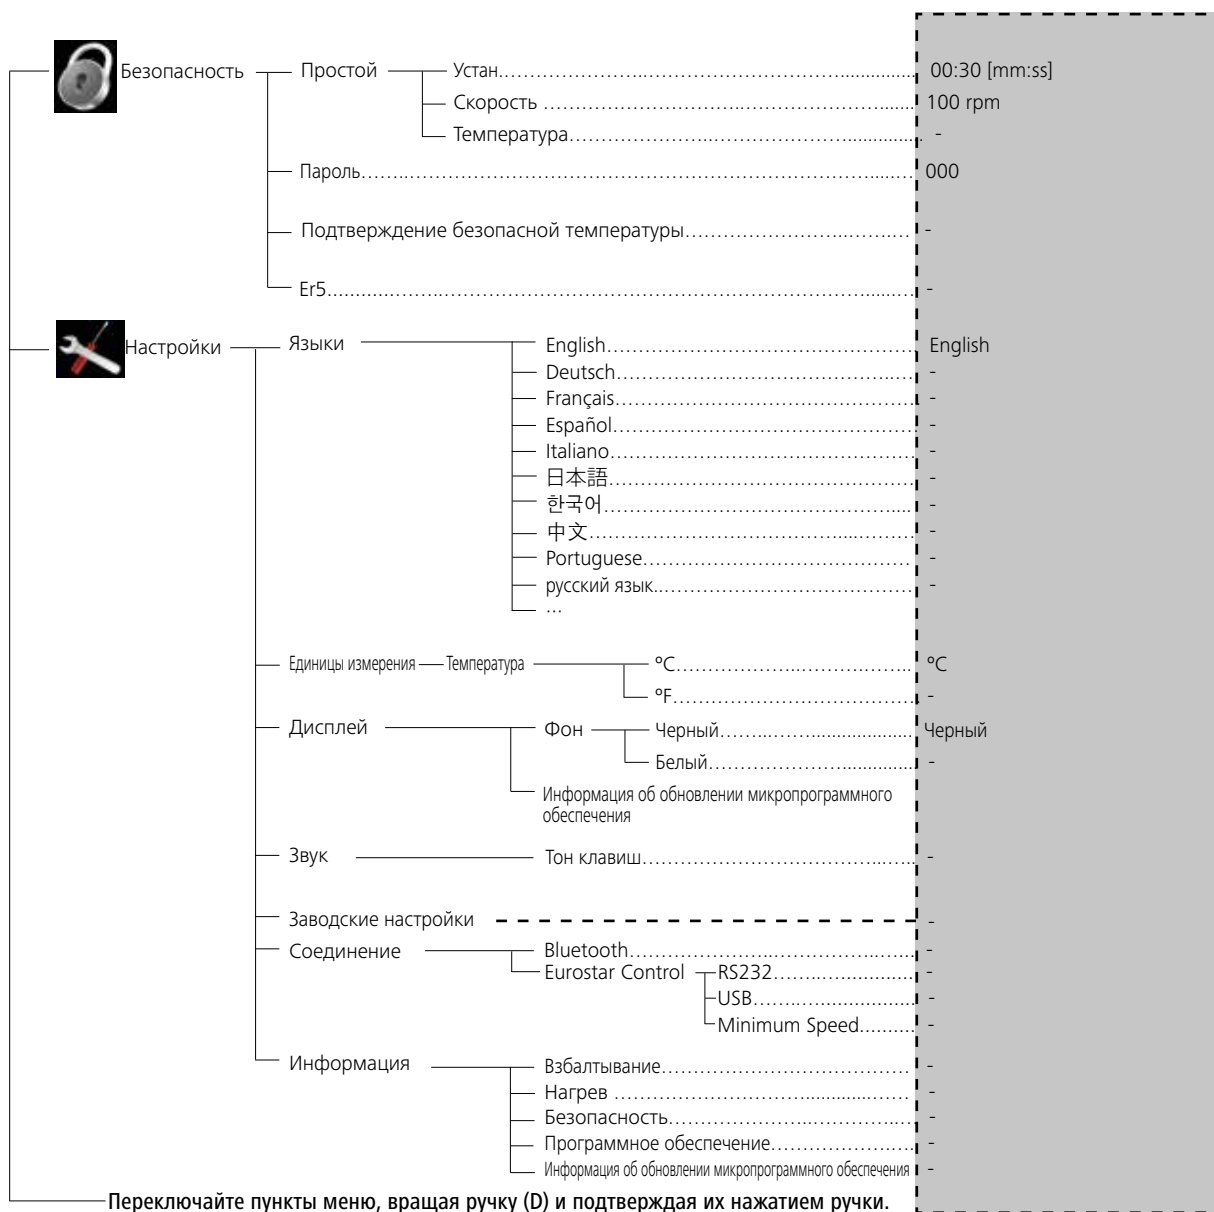 Безопасность Простой Устан. 00:30 [mm:ss]
Скорость 100 rpm
Температура -
Пароль 000
Подтверждение безопасной температуры -
Er5 -
Настройки Языки English English
Deutsch -
Français -
Español -
Italiano -
日本語 -
한국어 -
中文 -
Portuguese -
русский язык -
...
Единицы измерения Температура ºC ºC
ºF -
Дисплей Фон Черный Черный
Белый -
Информация об обновлении микропрограммного
обеспечения
Звук Тон клавиш -
Заводские настройки -
Соединение Bluetooth -
Eurostar Control RS232 -
USB -
Minimum Speed -
Информация Взбалтывание -
Нагрев -
Безопасность -
Программное обеспечение -
Информация об обновлении микропрограммного обеспечения -
Переключайте пункты меню, вращая ручку (D) и подтверждая их нажатием ручки.